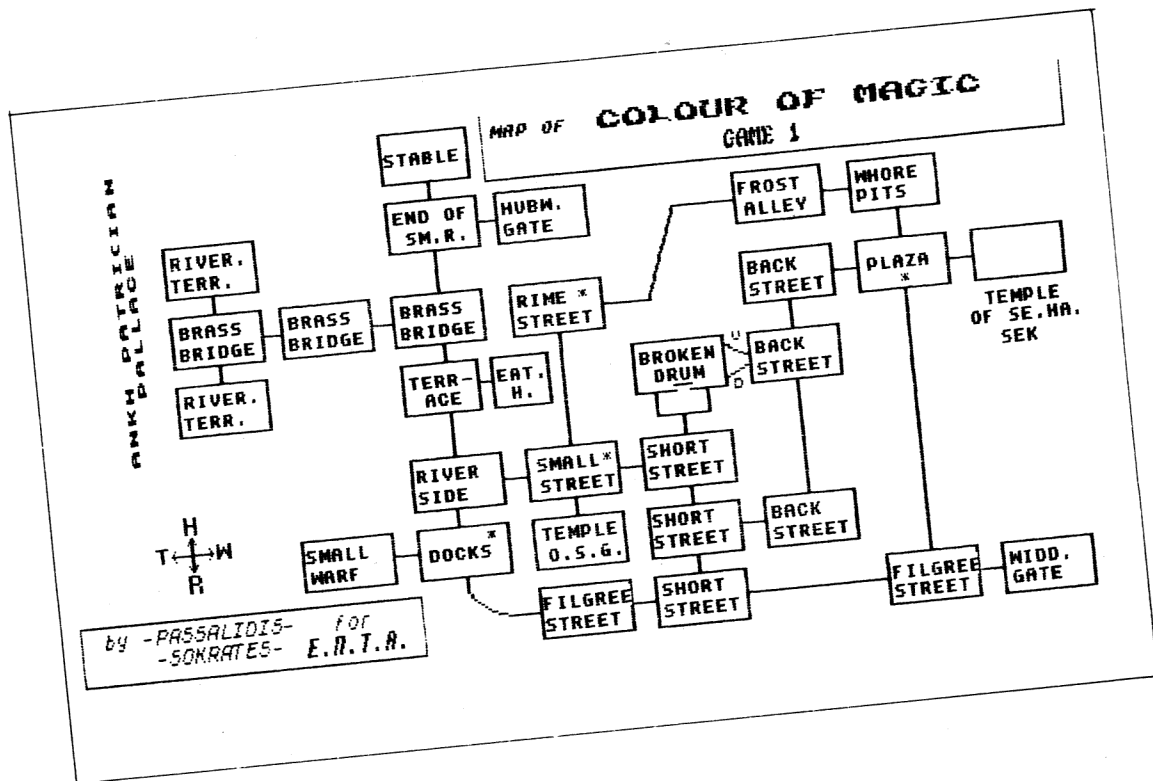 MAP OF COLOUR OF MAGIC
GAME 1
ANKH PATRICIAN
PALLACE
STABLE
END OF
SM.R.
HUBW.
GATE
FROST
ALLEY
WHORE
PITS
RIVER.
TERR.
BRASS
BRIDGE
BRASS
BRIDGE
BRASS
BRIDGE
RIVER.
TERR.
RIME *
STREET
BACK
STREET
PLAZA
*
TEMPLE
OF SE.HA.
SEK
TERR-
ACE
EAT.
H.
BROKEN
DRUM
U
D
BACK
STREET
RIVER
SIDE
SMALL*
STREET
SHORT
STREET
SHORT
STREET
BACK
STREET
H
T W
R
SMALL
WARF
DOCKS*
TEMPLE
O.S.G.
FILGREE
STREET
SHORT
STREET
FILGREE
STREET
WIDD.
GATE
by -PASSALIDIS- for
-SOKRATES- E.N.T.A.